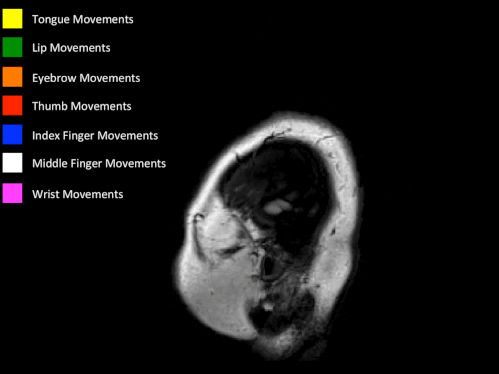 Tongue Movements
Lip Movements
Eyebrow Movements
Thumb Movements
Index Finger Movements
Middle Finger Movements
Wrist Movements